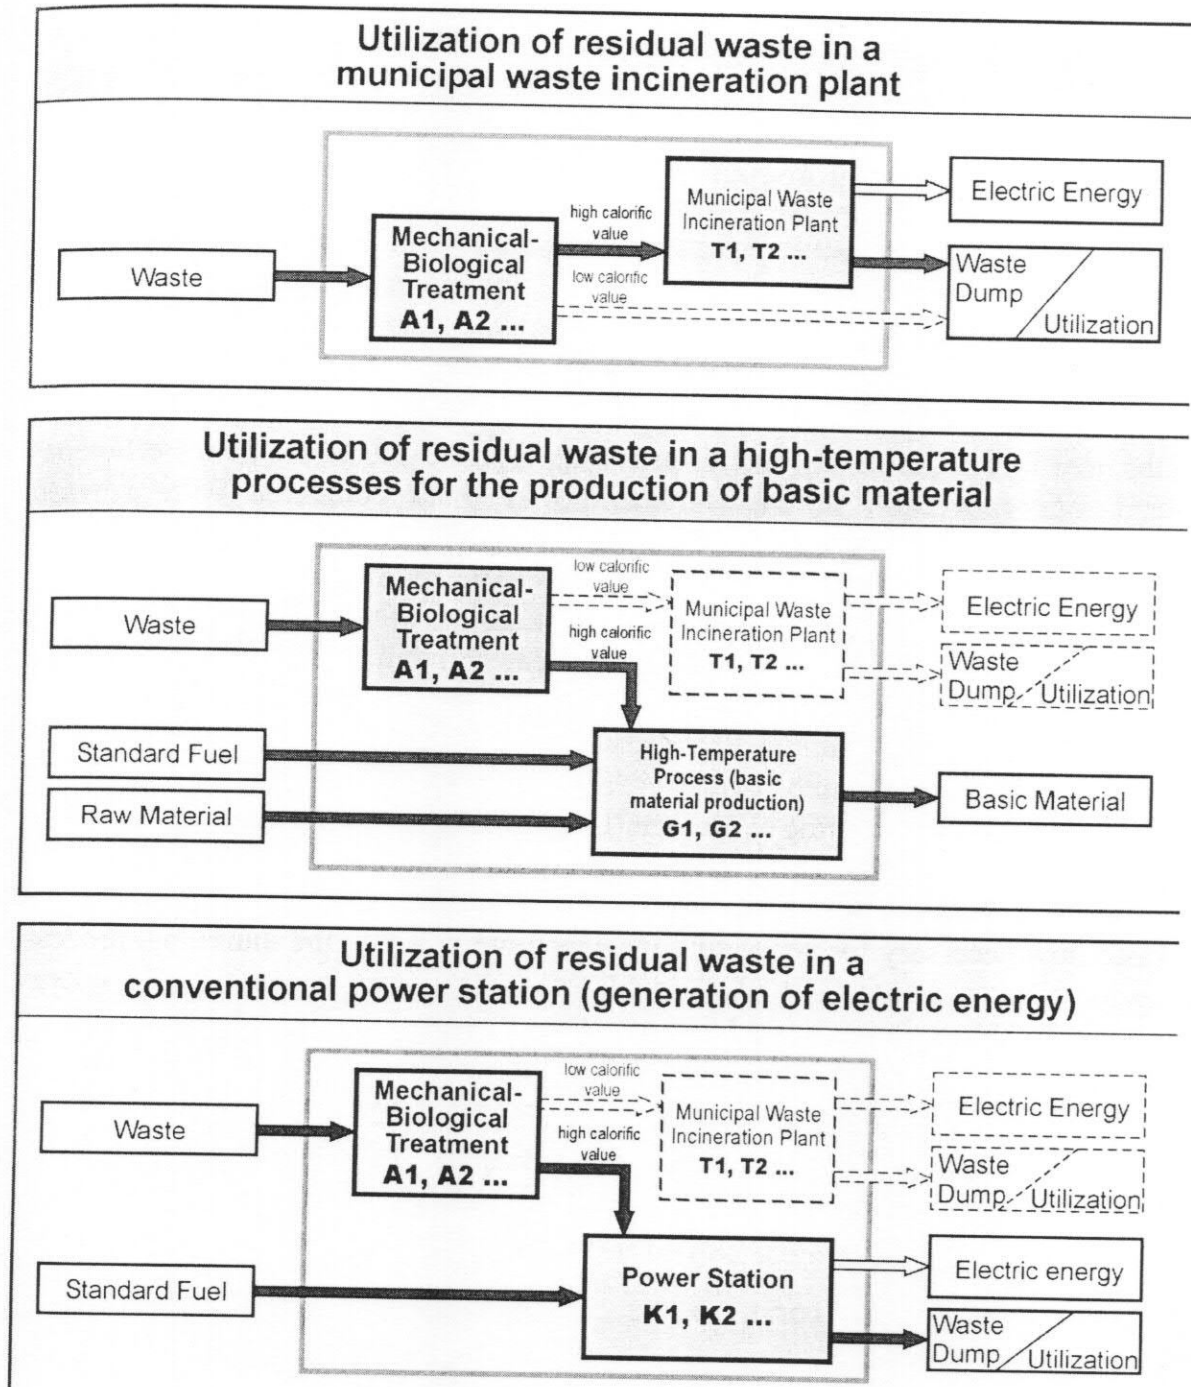 Utilization of residual waste in a
municipal waste incineration plant
Waste
Mechanical-
Biological
Treatment
A1, A2 ...
high calorific
value
low calorific
value
Municipal Waste
Incineration Plant
T1, T2 ...
Electric Energy
Waste
Dump
Utilization
Utilization of residual waste in a high-temperature
processes for the production of basic material
Waste
Mechanical-
Biological
Treatment
A1, A2 ...
low calorific
value
high calorific
value
Municipal Waste
Incineration Plant
T1, T2 ...
Electric Energy
Waste
Dump
Utilization
Standard Fuel
Raw Material
High-Temperature
Process (basic
material production)
G1, G2 ...
Basic Material
Utilization of residual waste in a
conventional power station (generation of electric energy)
Waste
Mechanical-
Biological
Treatment
A1, A2 ...
low calorific
value
high calorific
value
Municipal Waste
Incineration Plant
T1, T2 ...
Electric Energy
Waste
Dump
Utilization
Standard Fuel
Power Station
K1, K2 ...
Electric energy
Waste
Dump
Utilization